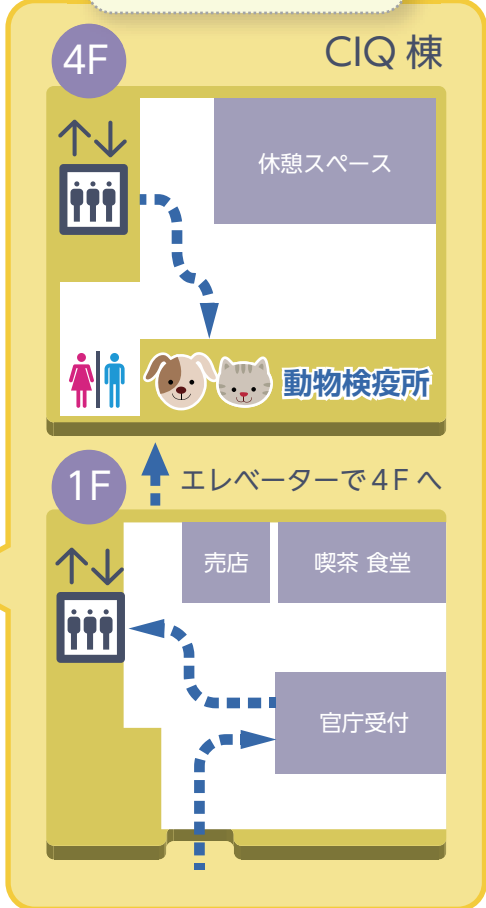 4F
CIQ 棟
休憩スペース
動物検疫所
1F
エレベーターで4Fへ
売店
喫茶 食堂
官庁受付